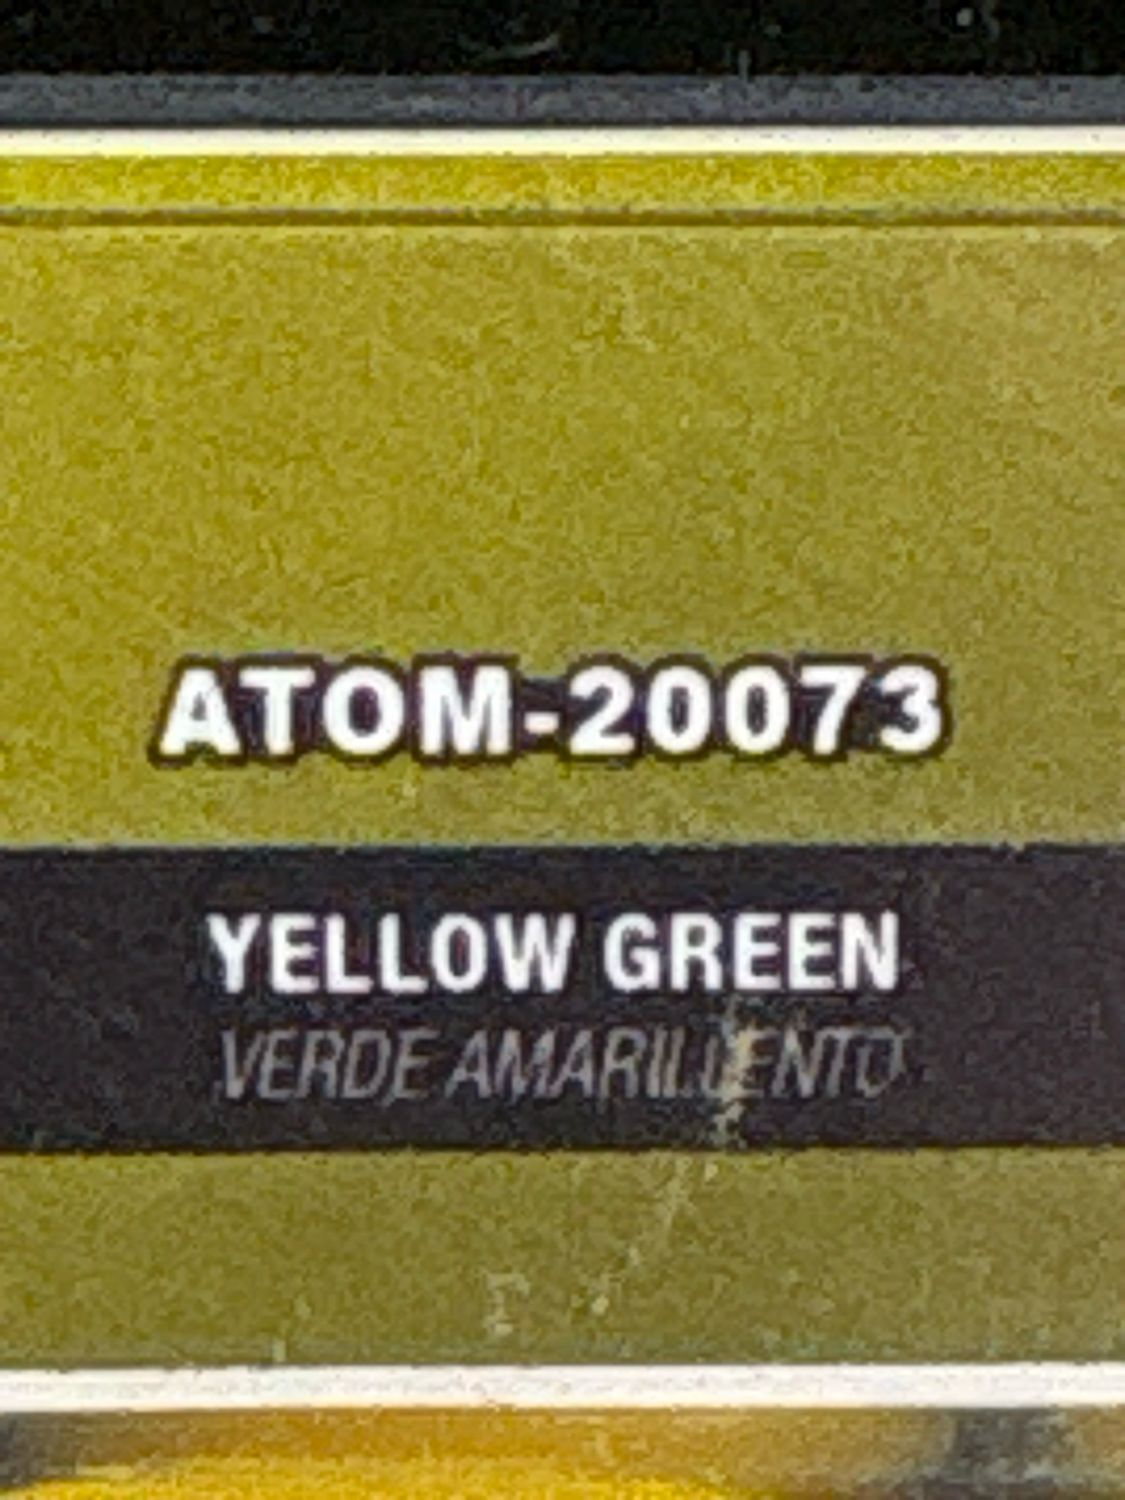 ATOM-20073
YELLOW GREEN
VERDE AMARILLENTO